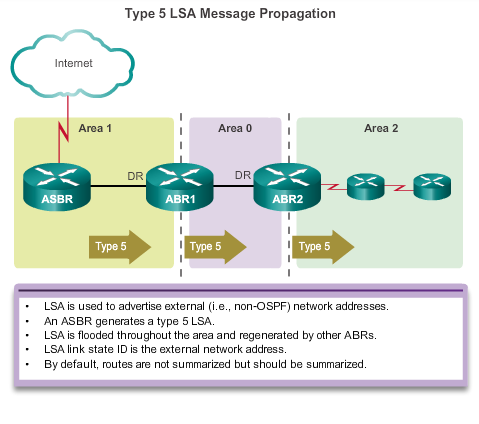 Type 5 LSA Message Propagation
Internet
Area 1
Area 0
Area 2
DR
DR
ASBR
ABR1
ABR2
Type 5
Type 5
Type 5
• LSA is used to advertise external (i.e., non-OSPF) network addresses.
• An ASBR generates a type 5 LSA.
• LSA is flooded throughout the area and regenerated by other ABRs.
• LSA link state ID is the external network address.
• By default, routes are not summarized but should be summarized.